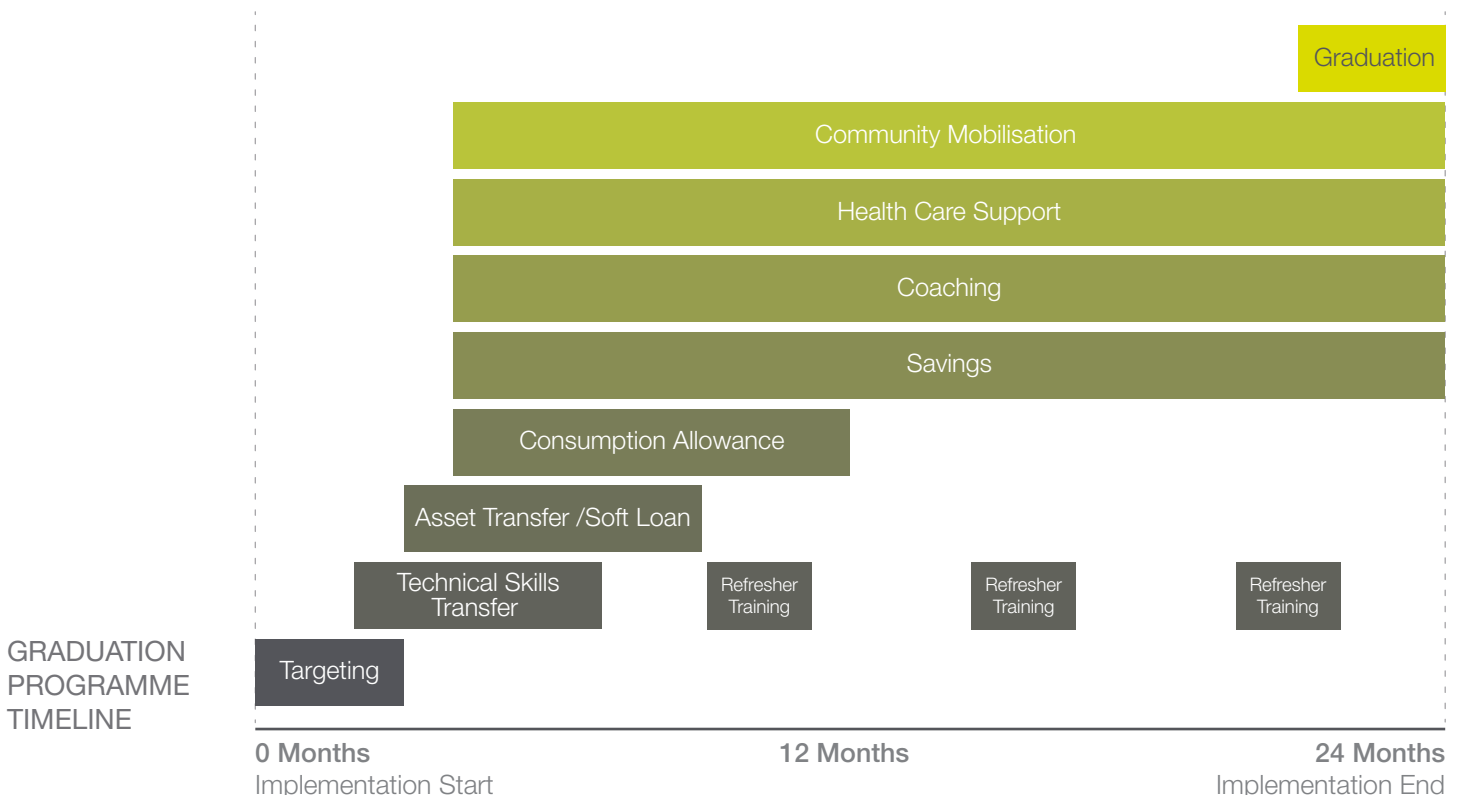 Graduation
Community Mobilisation
Health Care Support
Coaching
Savings
Consumption Allowance
Asset Transfer /Soft Loan
Technical Skills
Transfer
Refresher
Training
Refresher
Training
Refresher
Training
Targeting
GRADUATION
PROGRAMME
TIMELINE
0 Months
Implementation Start
12 Months
24 Months
Implementation End